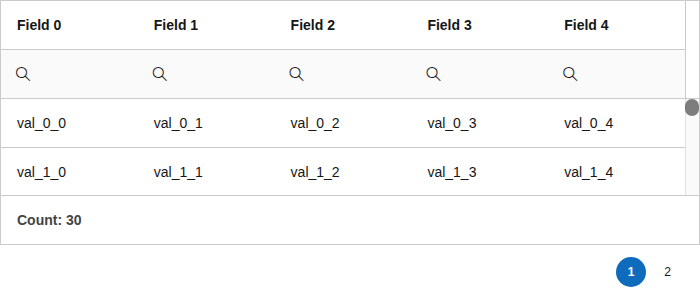 Field 0 Field 1 Field 2 Field 3 Field 4
val_0_0 val_0_1 val_0_2 val_0_3 val_0_4
val_1_0 val_1_1 val_1_2 val_1_3 val_1_4
Count: 30
1 2